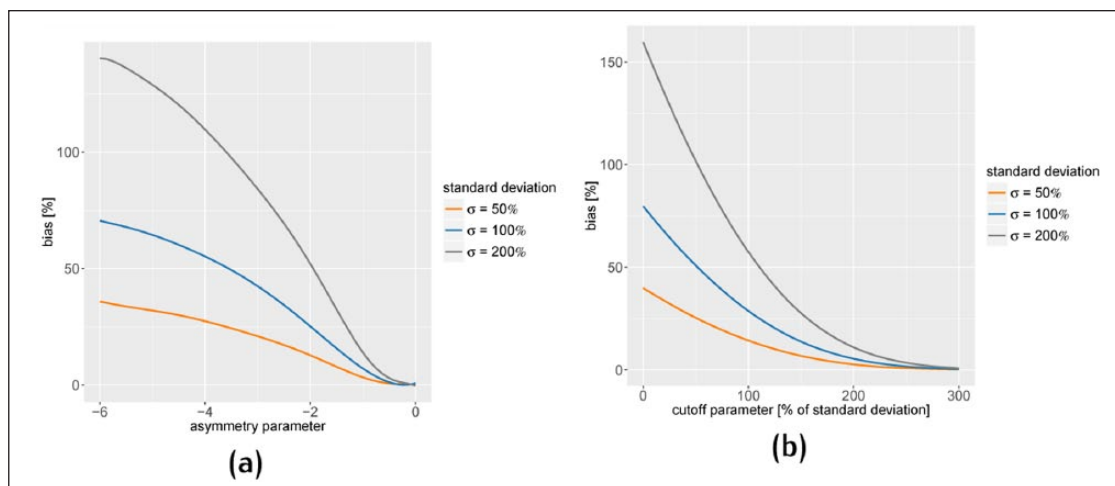 100
50
0
bias [%]
−6
−4
−2
0
asymmetry parameter
standard deviation
σ = 50%
σ = 100%
σ = 200%
(a)
150
100
50
0
bias [%]
0
100
200
300
cutoff parameter [% of standard deviation]
standard deviation
σ = 50%
σ = 100%
σ = 200%
(b)